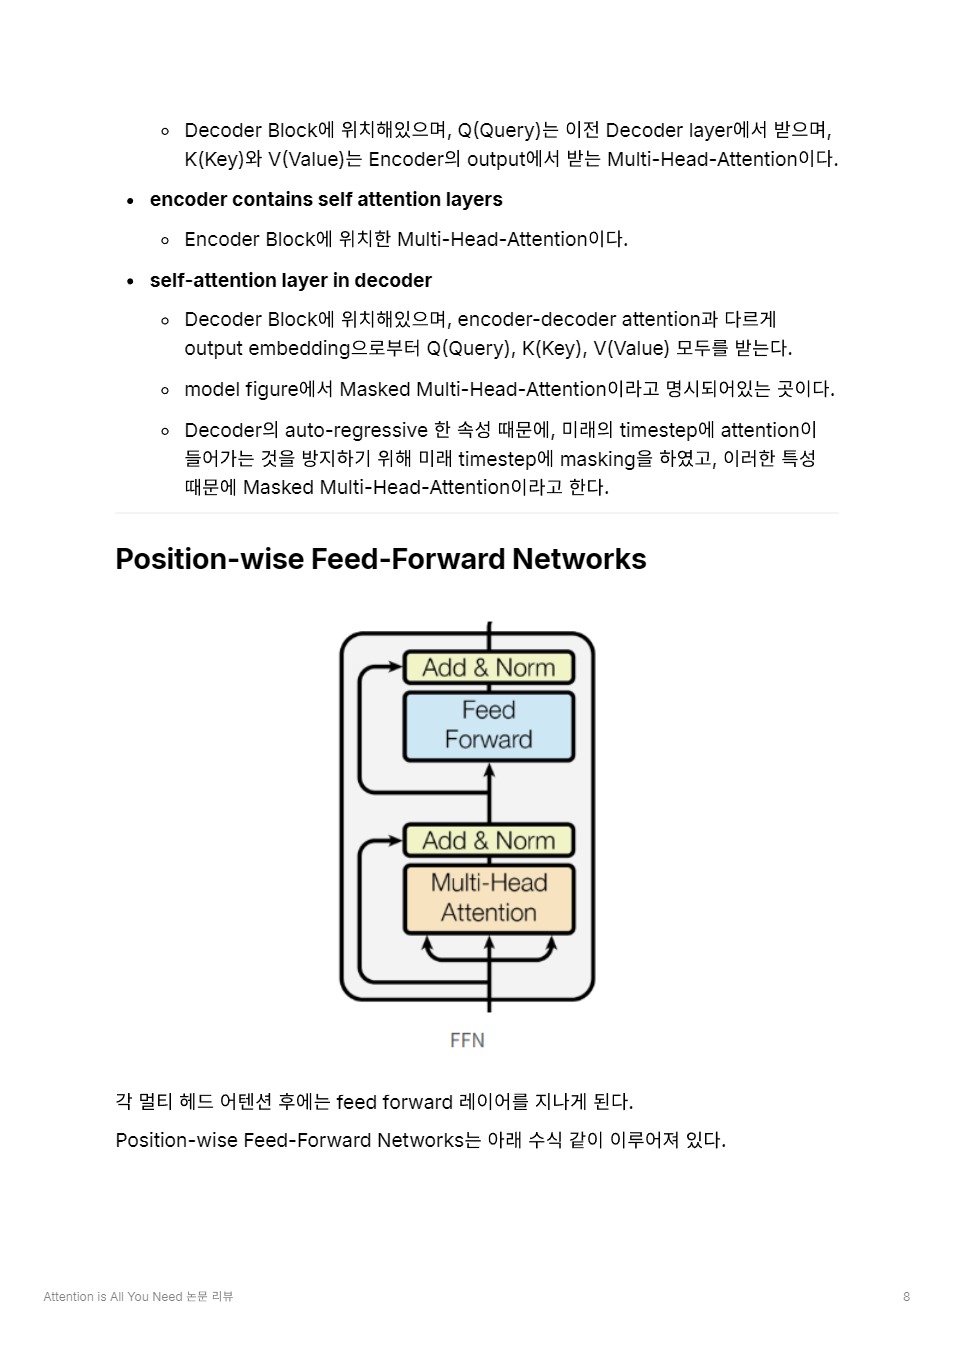 ◦ Decoder Block에 위치해있으며, Q(Query)는 이전 Decoder layer에서 받으며,
K(Key)와 V(Value)는 Encoder의 output에서 받는 Multi-Head-Attention이다.
• encoder contains self attention layers
◦ Encoder Block에 위치한 Multi-Head-Attention이다.
• self-attention layer in decoder
◦ Decoder Block에 위치해있으며, encoder-decoder attention과 다르게
output embedding으로부터 Q(Query), K(Key), V(Value) 모두를 받는다.
◦ model figure에서 Masked Multi-Head-Attention이라고 명시되어있는 곳이다.
◦ Decoder의 auto-regressive 한 속성 때문에, 미래의 timestep에 attention이
들어가는 것을 방지하기 위해 미래 timestep에 masking을 하였고, 이러한 특성
때문에 Masked Multi-Head-Attention이라고 한다.
Position-wise Feed-Forward Networks
Add & Norm
Feed
Forward
Add & Norm
Multi-Head
Attention
FFN
각 멀티 헤드 어텐션 후에는 feed forward 레이어를 지나게 된다.
Position-wise Feed-Forward Networks는 아래 수식 같이 이루어져 있다.
Attention is All You Need 논문 리뷰
8